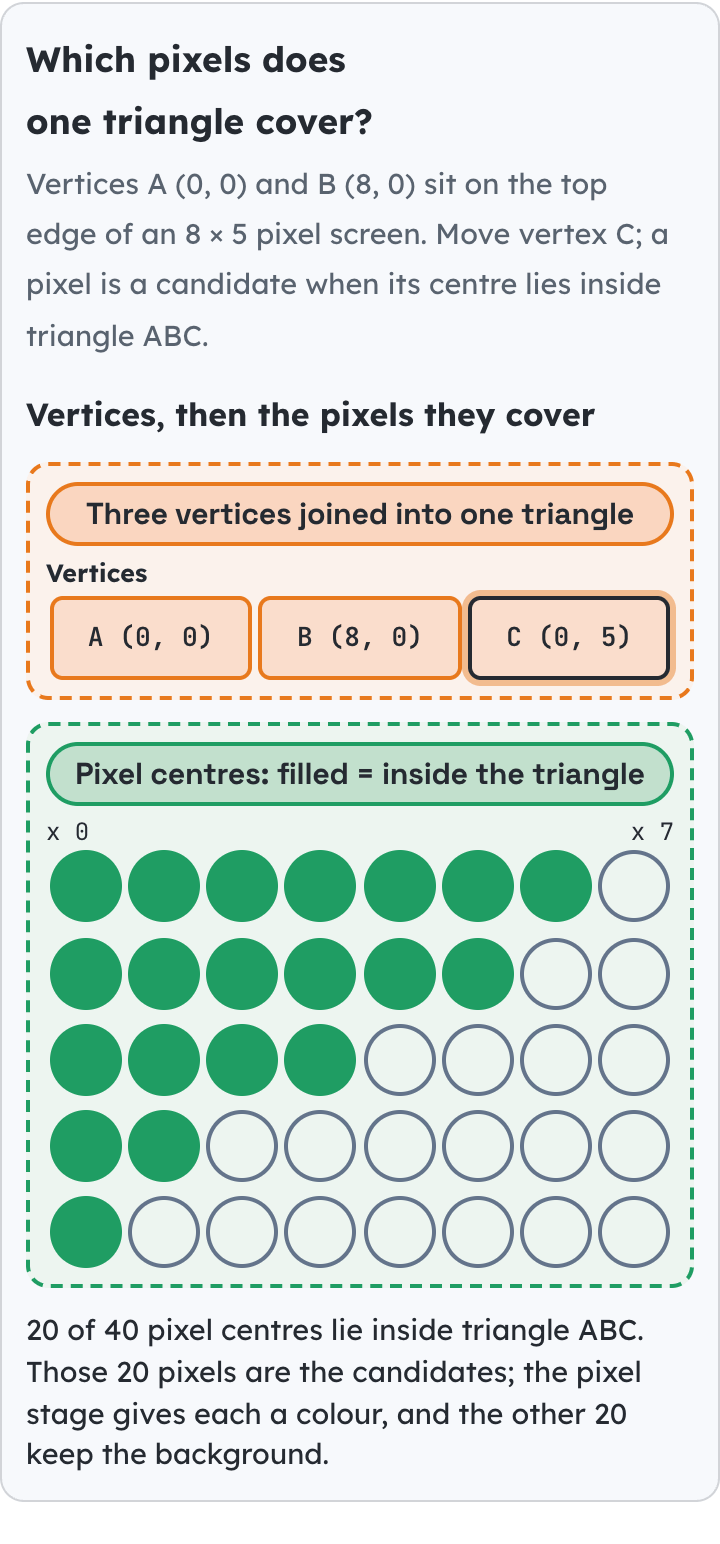 Which pixels does
one triangle cover?
Vertices A (0, 0) and B (8, 0) sit on the top
edge of an 8 × 5 pixel screen. Move vertex C; a
pixel is a candidate when its centre lies inside
triangle ABC.
Vertices, then the pixels they cover
Three vertices joined into one triangle
Vertices
A (0, 0) B (8, 0) C (0, 5)
Pixel centres: filled = inside the triangle
x 0 x 7
20 of 40 pixel centres lie inside triangle ABC.
Those 20 pixels are the candidates; the pixel
stage gives each a colour, and the other 20
keep the background.